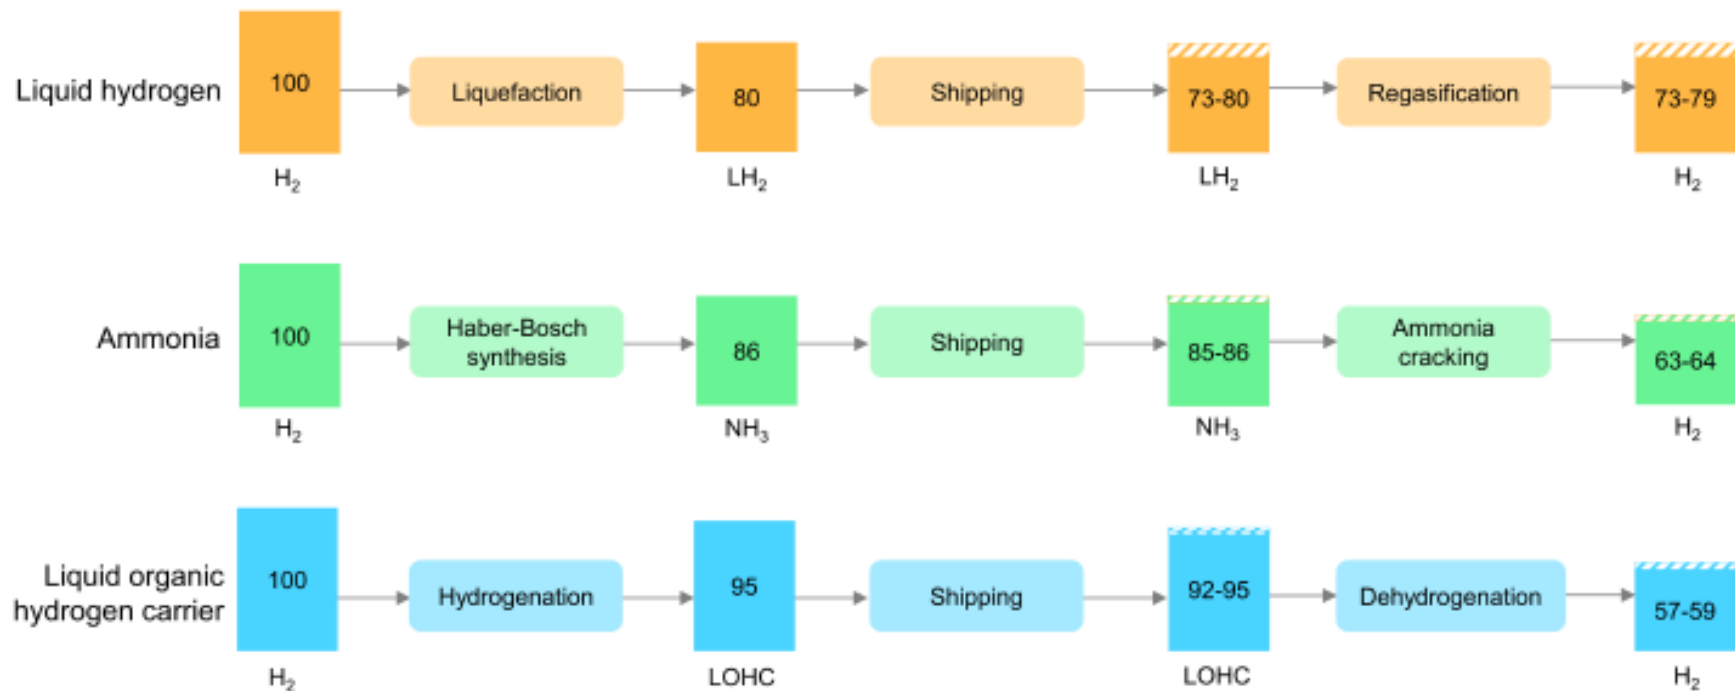 Liquid hydrogen
100
Liquefaction
80
Shipping
73-80
Regasification
73-79
H₂
LH₂
LH₂
H₂
Ammonia
100
Haber-Bosch
synthesis
86
Shipping
85-86
Ammonia
cracking
63-64
H₂
NH₃
NH₃
H₂
Liquid organic
hydrogen carrier
100
Hydrogenation
95
Shipping
92-95
Dehydrogenation
57-59
H₂
LOHC
LOHC
H₂